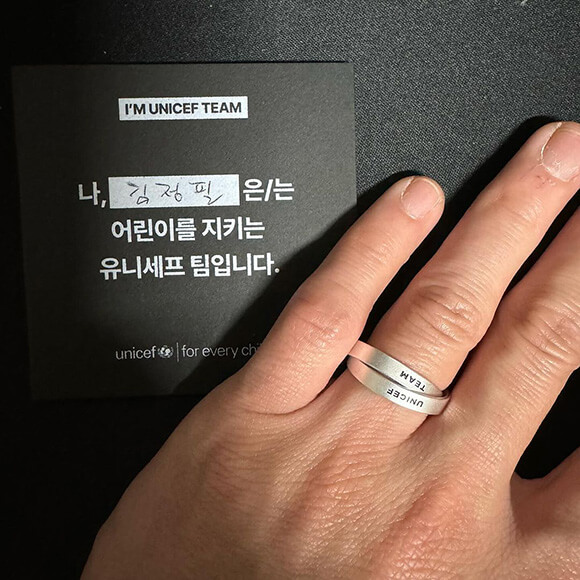 I'M UNICEF TEAM
나, 김정필 은/는
어린이를 지키는
유니세프 팀입니다.
unicef | for every
TEAM
UNICEF